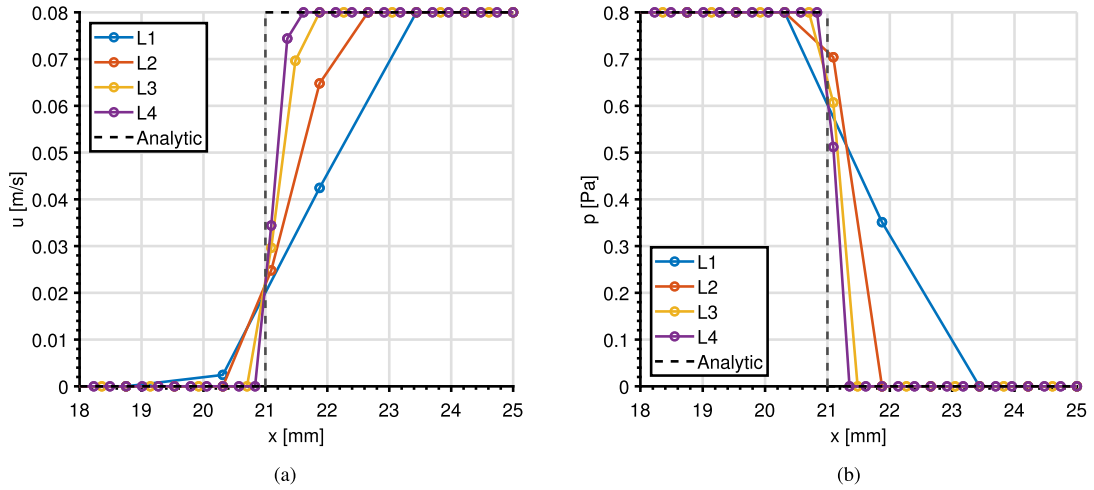 0.08
0.07
0.06
0.05
0.04
0.03
0.02
0.01
0
u [m/s]
L1
L2
L3
L4
Analytic
18 19 20 21 22 23 24 25
x [mm]
(a)
0.8
0.7
0.6
0.5
0.4
0.3
0.2
0.1
0
p [Pa]
L1
L2
L3
L4
Analytic
18 19 20 21 22 23 24 25
x [mm]
(b)